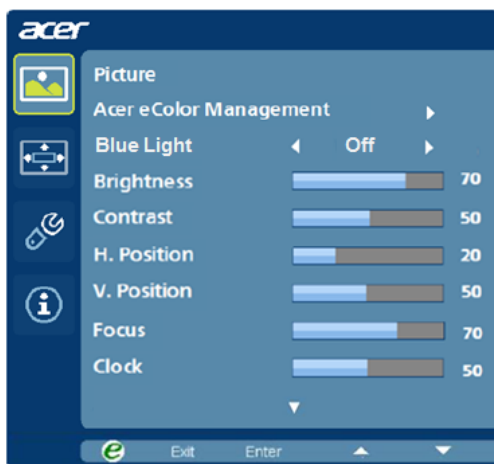 acer
Picture
Acer eColor Management
Blue Light Off
Brightness 70
Contrast 50
H. Position 20
V. Position 50
Focus 70
Clock 50
e Exit Enter